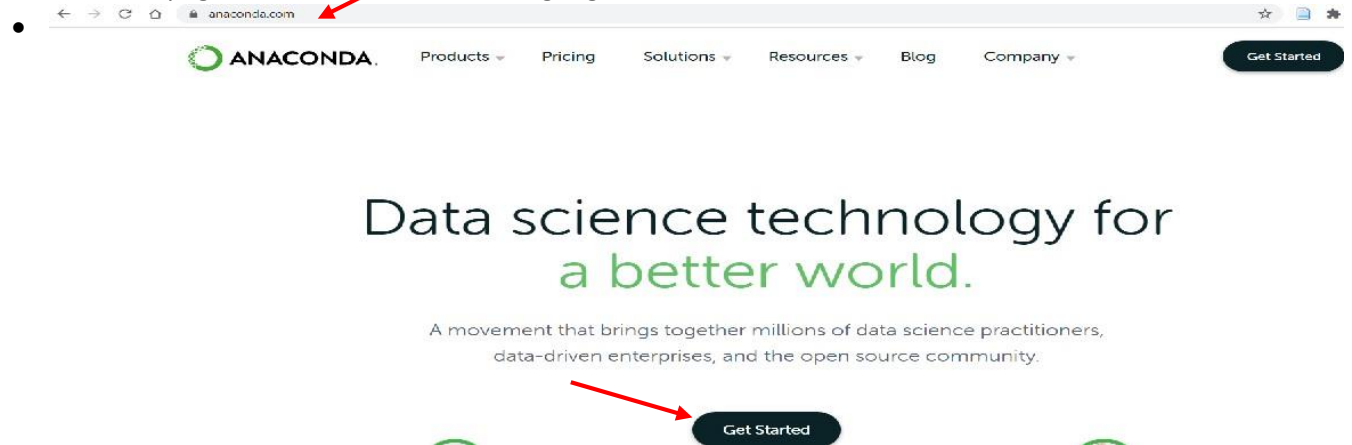 anaconda.com
ANACONDA.
Products Pricing Solutions Resources Blog Company Get Started
Data science technology for
a better world.
A movement that brings together millions of data science practitioners,
data-driven enterprises, and the open source community.
Get Started